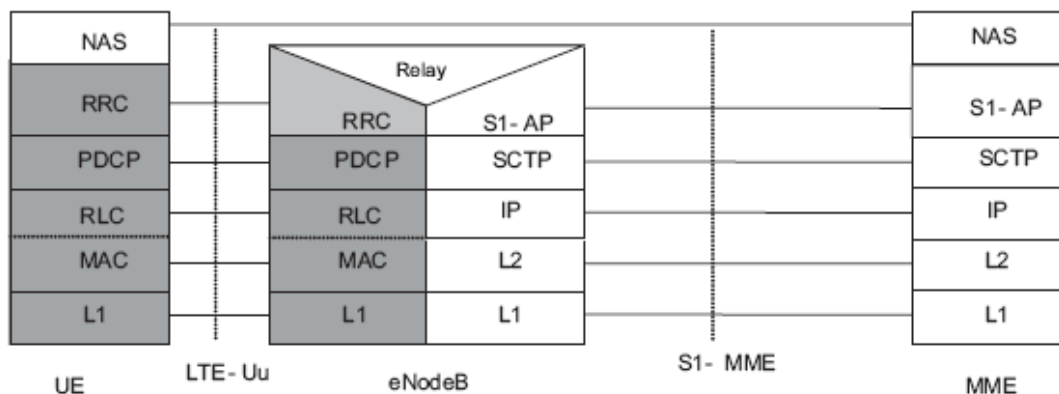 NAS
NAS
Relay
RRC
RRC
S1- AP
S1- AP
PDCP
PDCP
SCTP
SCTP
RLC
RLC
IP
IP
MAC
MAC
L2
L2
L1
L1
L1
L1
UE
LTE- Uu
eNodeB
S1- MME
MME